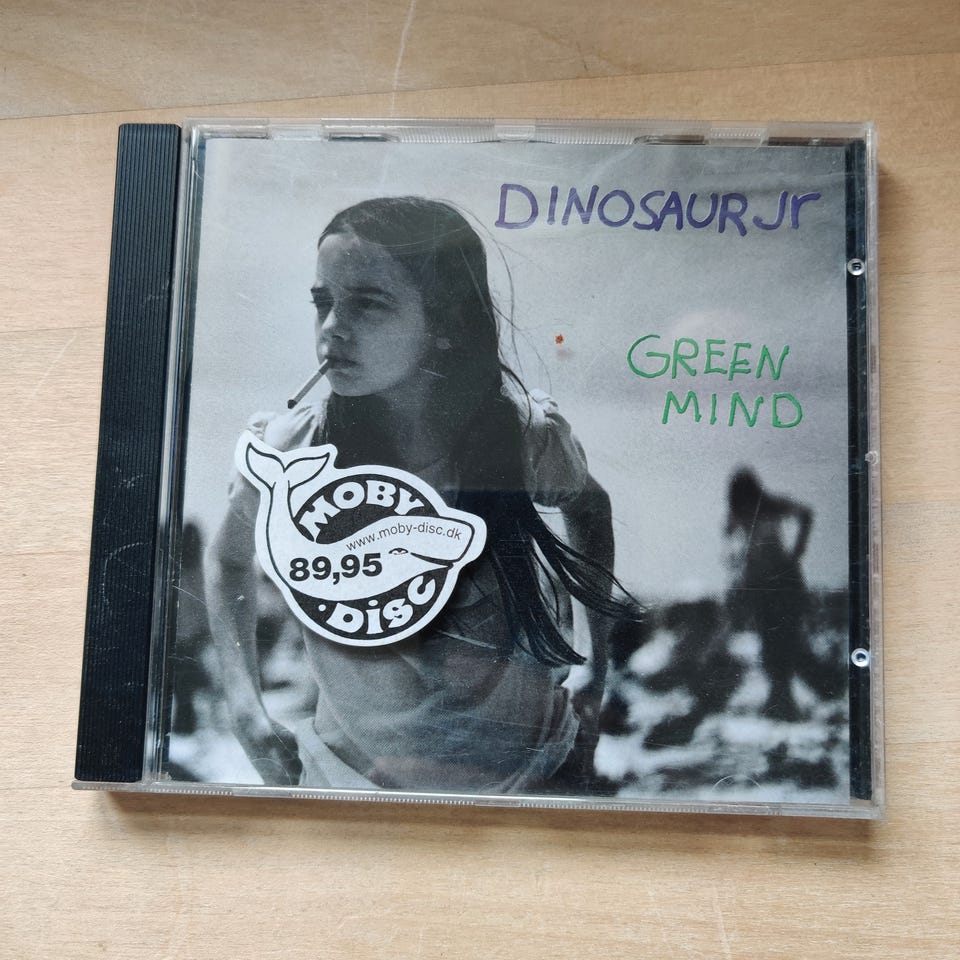 DINOSAUR Jr
GREEN
MIND
MOBY
www.moby-disc.dk
89,95
DiSC